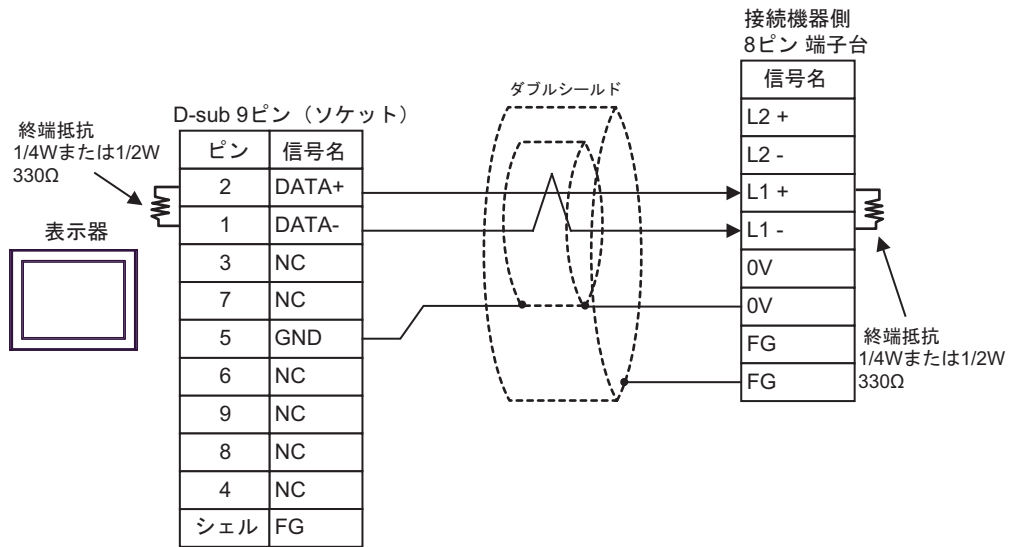 接続機器側
8ピン 端子台
信号名
L2 +
L2 -
L1 +
L1 -
0V
0V
FG
FG
ダブルシールド
D-sub 9ピン（ソケット）
ピン 信号名
2 DATA+
1 DATA-
3 NC
7 NC
5 GND
6 NC
9 NC
8 NC
4 NC
シェル FG
終端抵抗
1/4Wまたは1/2W
330Ω
表示器
終端抵抗
1/4Wまたは1/2W
330Ω